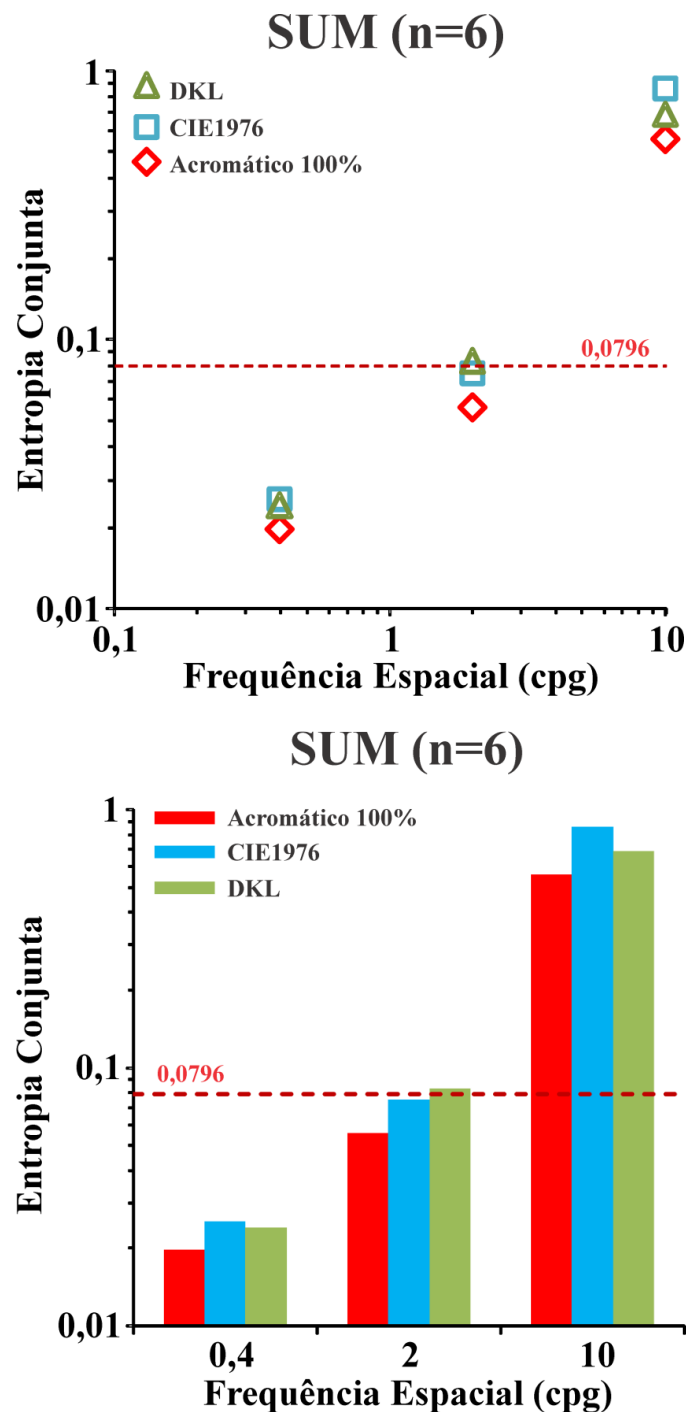 SUM (n=6)
1
DKL
CIE1976
Acromático 100%
Entropia Conjunta
0,1
0,0796
0,01
0,1
1
10
Frequência Espacial (cpg)
SUM (n=6)
1
Acromático 100%
CIE1976
DKL
Entropia Conjunta
0,1
0,0796
0,01
0,4
2
10
Frequência Espacial (cpg)